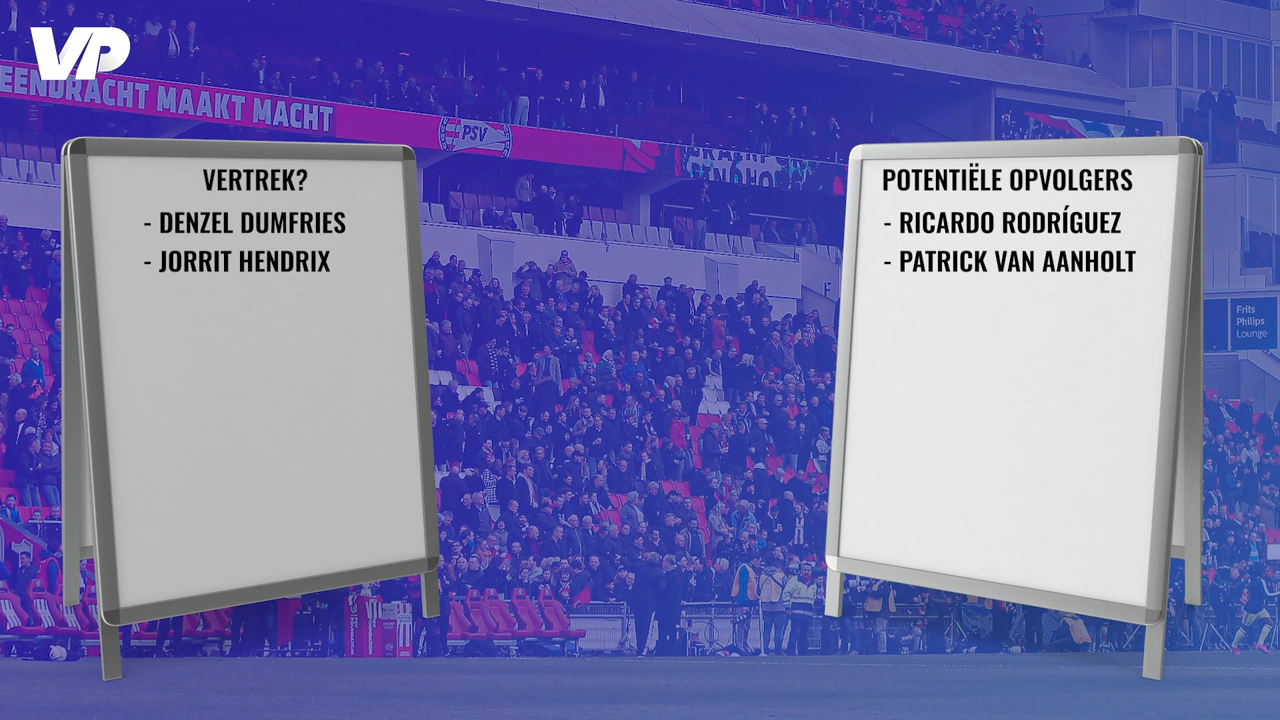 VP
EENDRACHT MAAKT MACHT
PSV
VERTREK?
- DENZEL DUMFRIES
- JORRIT HENDRIX
POTENTIËLE OPVOLGERS
- RICARDO RODRÍGUEZ
- PATRICK VAN AANHOLT
Frits
Philips
Lounge